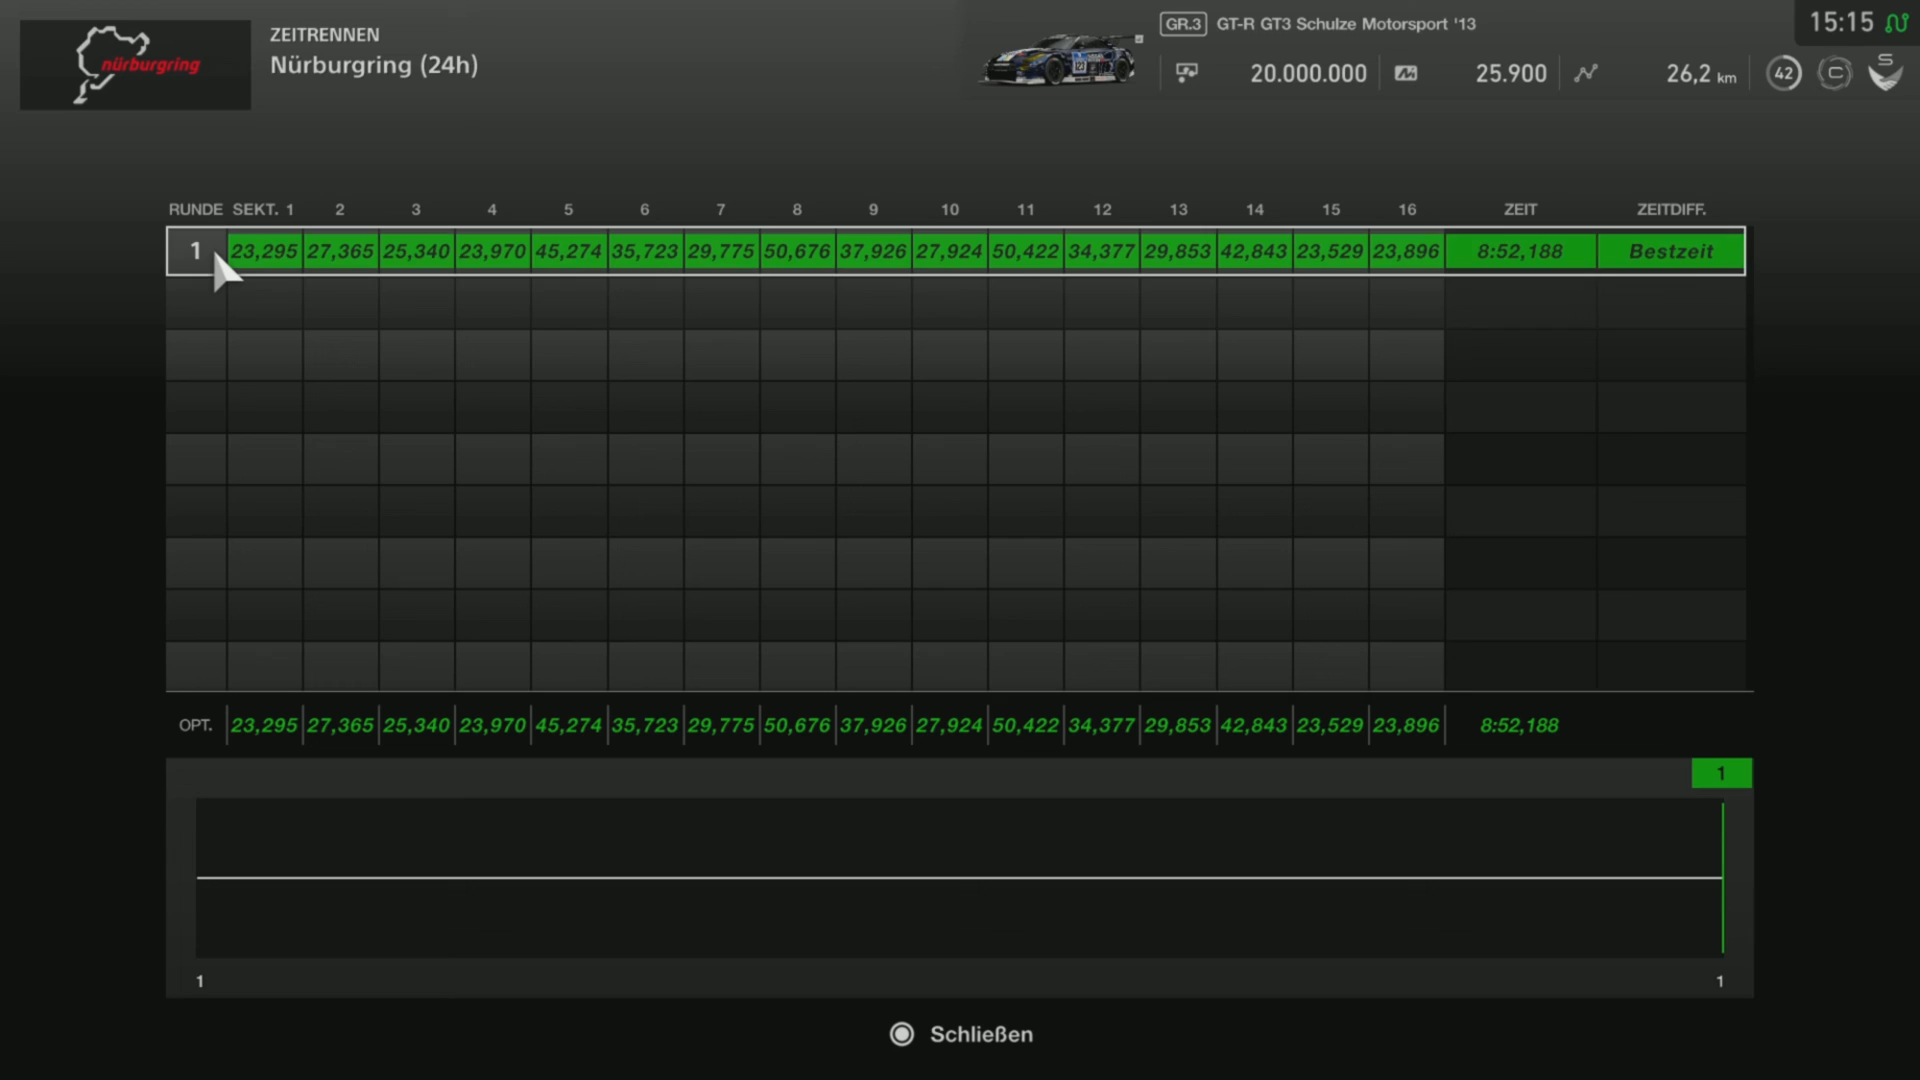 nürburgring
ZEITRENNEN
Nürburgring (24h)
GR.3 GT-R GT3 Schulze Motorsport '13
20.000.000 25.900 26,2 km 42 C S
15:15
RUNDE SEKT. 1 2 3 4 5 6 7 8 9 10 11 12 13 14 15 16 ZEIT ZEITDIFF.
1 23,295 27,365 25,340 23,970 45,274 35,723 29,775 50,676 37,926 27,924 50,422 34,377 29,853 42,843 23,529 23,896 8:52,188 Bestzeit
OPT. 23,295 27,365 25,340 23,970 45,274 35,723 29,775 50,676 37,926 27,924 50,422 34,377 29,853 42,843 23,529 23,896 8:52,188
1
1 1
Schließen